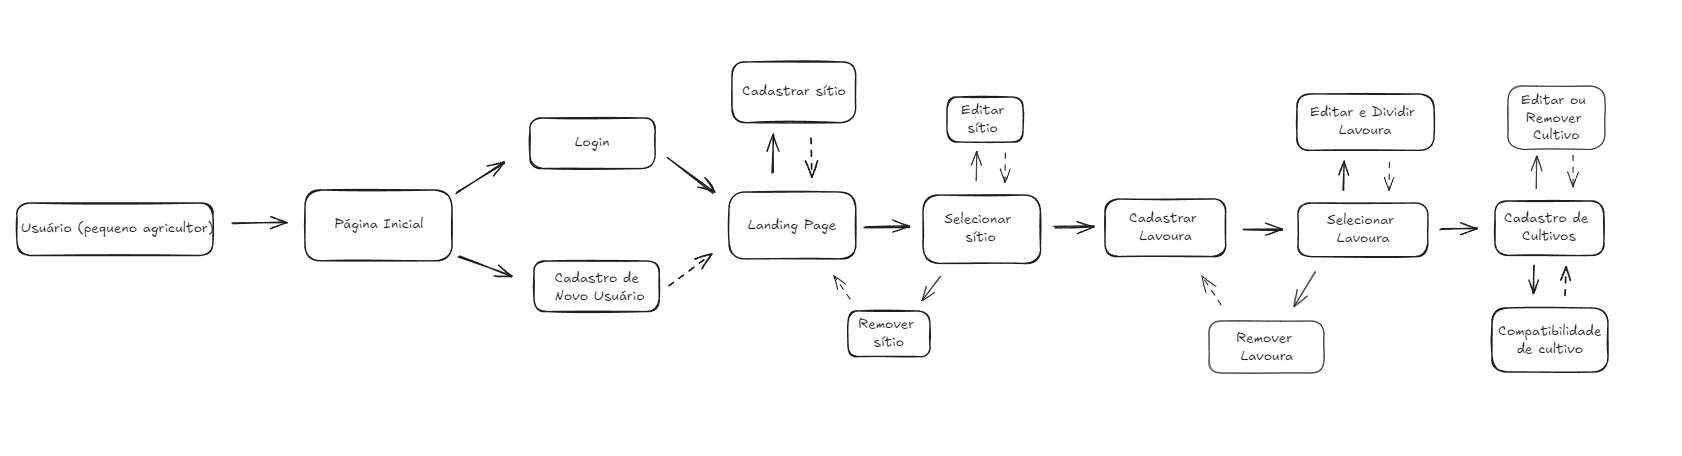 Usuário (pequeno agricultor)
Página Inicial
Login
Cadastro de
Novo Usuário
Cadastrar sítio
Landing Page
Editar
sítio
Selecionar
sítio
Remover
sítio
Cadastrar
Lavoura
Editar e Dividir
Lavoura
Selecionar
Lavoura
Remover
Lavoura
Editar ou
Remover
Cultivo
Cadastro de
Cultivos
Compatibilidade
de cultivo